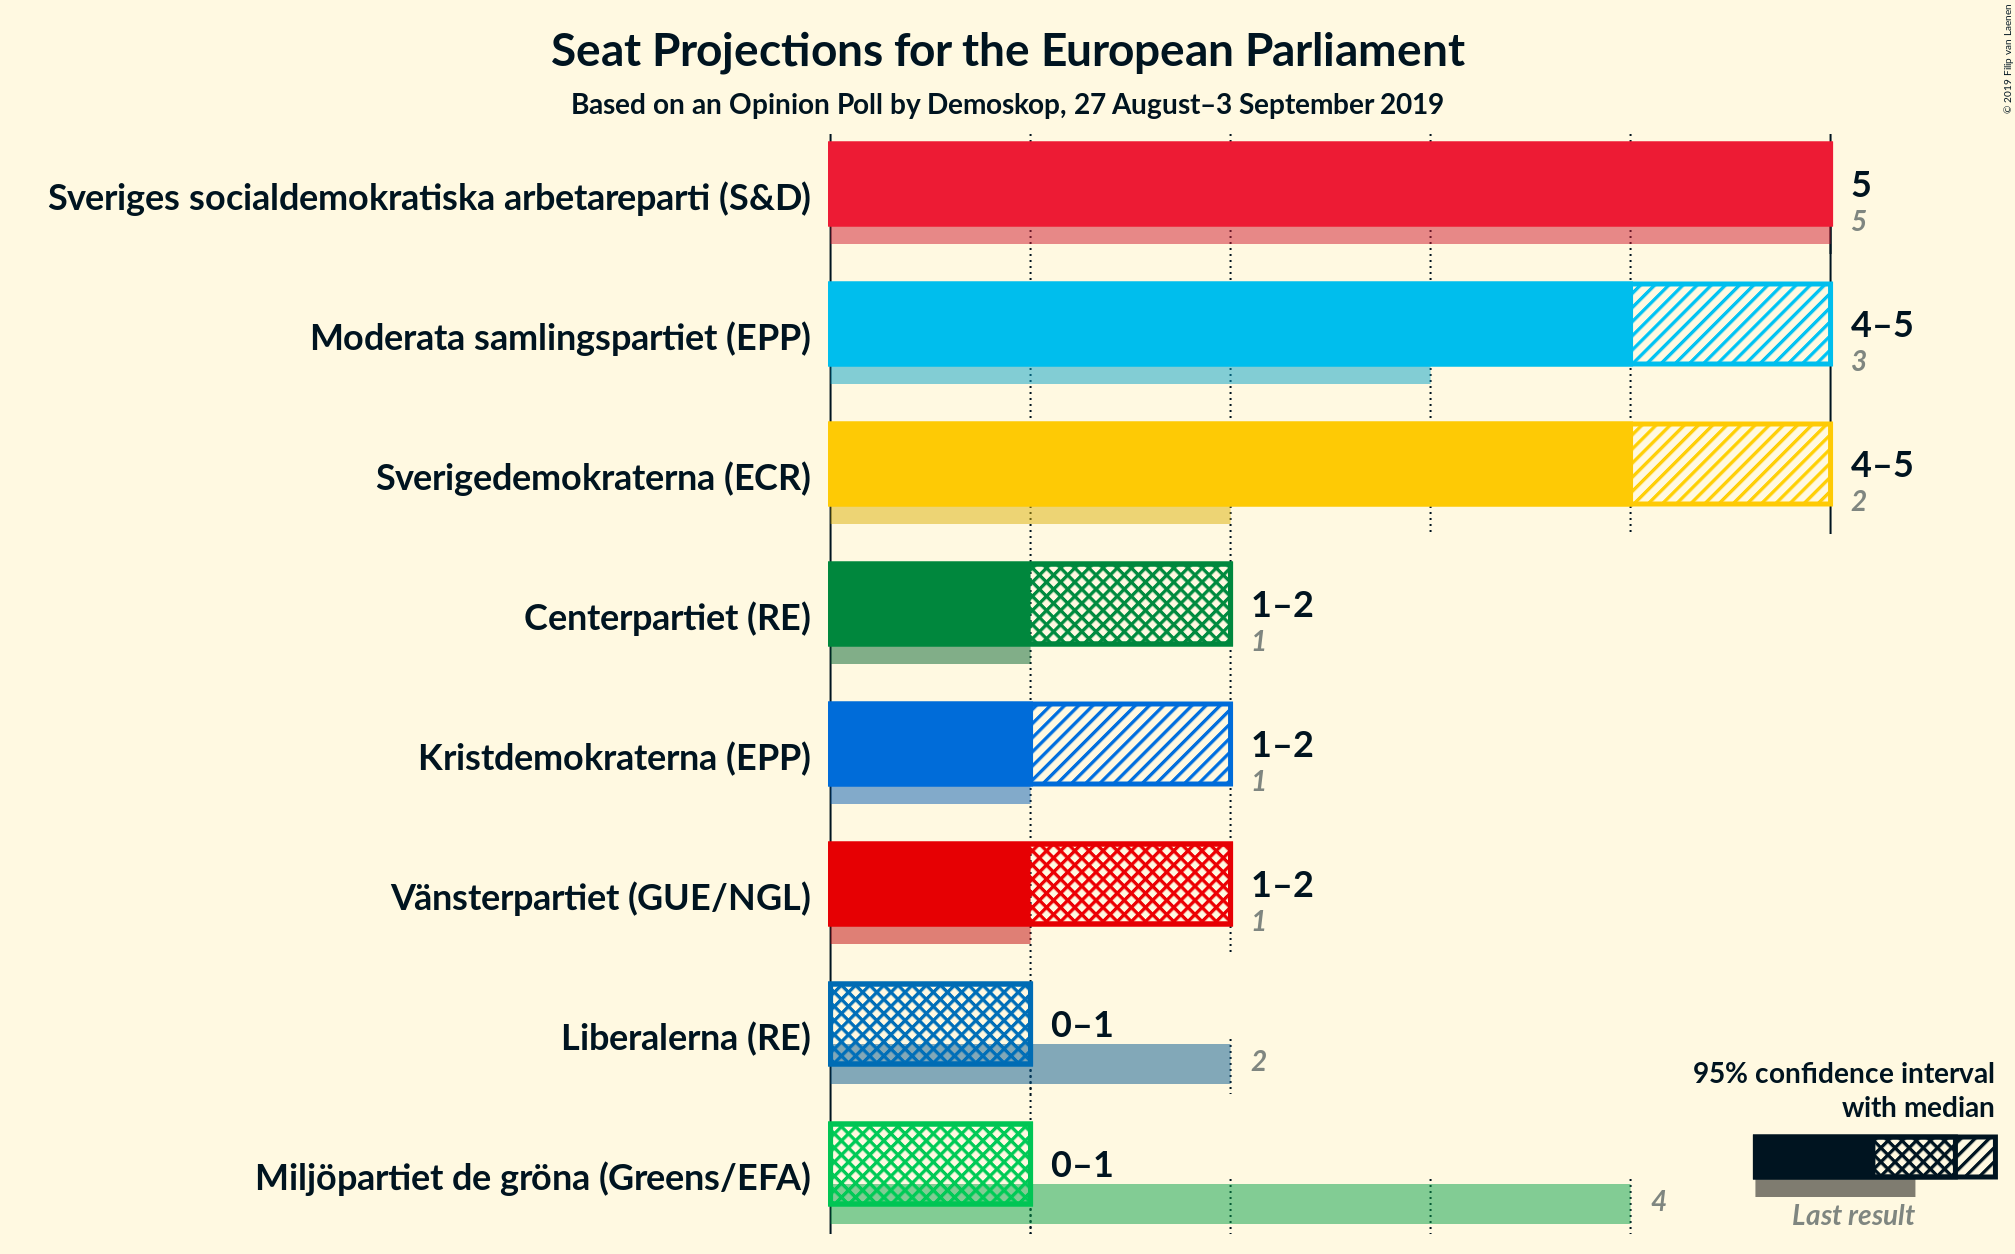 Seat Projections for the European Parliament
Based on an Opinion Poll by Demoskop, 27 August–3 September 2019
© 2019 Filip van Laenen
Sveriges socialdemokratiska arbetareparti (S&D)
5
5
Moderata samlingspartiet (EPP)
4–5
3
Sverigedemokraterna (ECR)
4–5
2
Centerpartiet (RE)
1–2
1
Kristdemokraterna (EPP)
1–2
1
Vänsterpartiet (GUE/NGL)
1–2
1
Liberalerna (RE)
0–1
2
Miljöpartiet de gröna (Greens/EFA)
0–1
4
95% confidence interval
with median
Last result